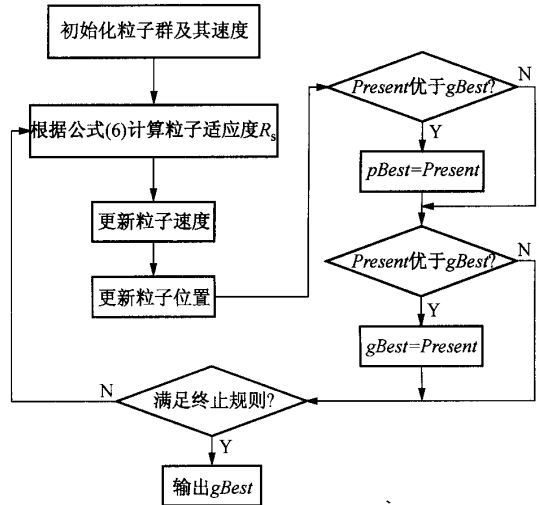 初始化粒子群及其速度
根据公式(6)计算粒子适应度Rs
更新粒子速度
更新粒子位置
Present优于gBest?
N
Y
pBest=Present
Present优于gBest?
N
Y
gBest=Present
满足终止规则?
N
Y
输出gBest